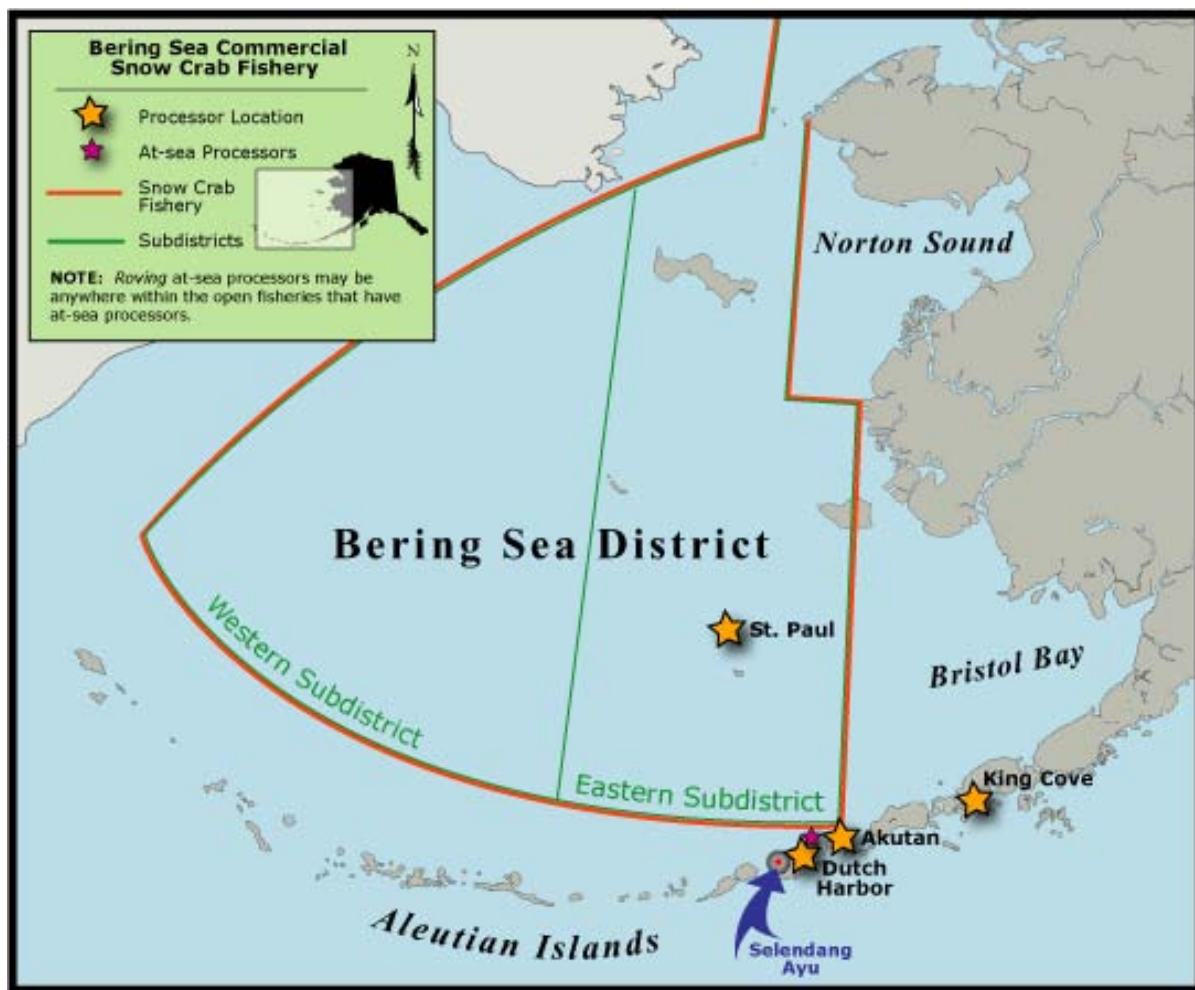 Bering Sea Commercial
Snow Crab Fishery
N
Processor Location
At-sea Processors
Snow Crab
Fishery
Subdistricts
NOTE: Roving at-sea processors may be
anywhere within the open fisheries that have
at-sea processors.
Norton Sound
Bering Sea District
St. Paul
Western Subdistrict
Bristol Bay
Eastern Subdistrict
King Cove
Akutan
Dutch
Harbor
Aleutian Islands
Selendang
Ayu